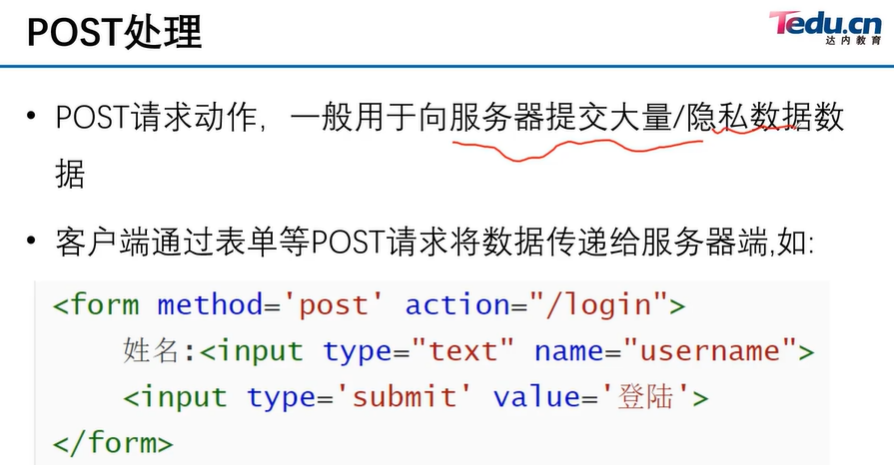 POST处理
Tedu.cn
达内教育
• POST请求动作，一般用于向服务器提交大量/隐私数据数
据
• 客户端通过表单等POST请求将数据传递给服务器端,如:
<form method='post' action="/login">
姓名:<input type="text" name="username">
<input type='submit' value='登陆'>
</form>